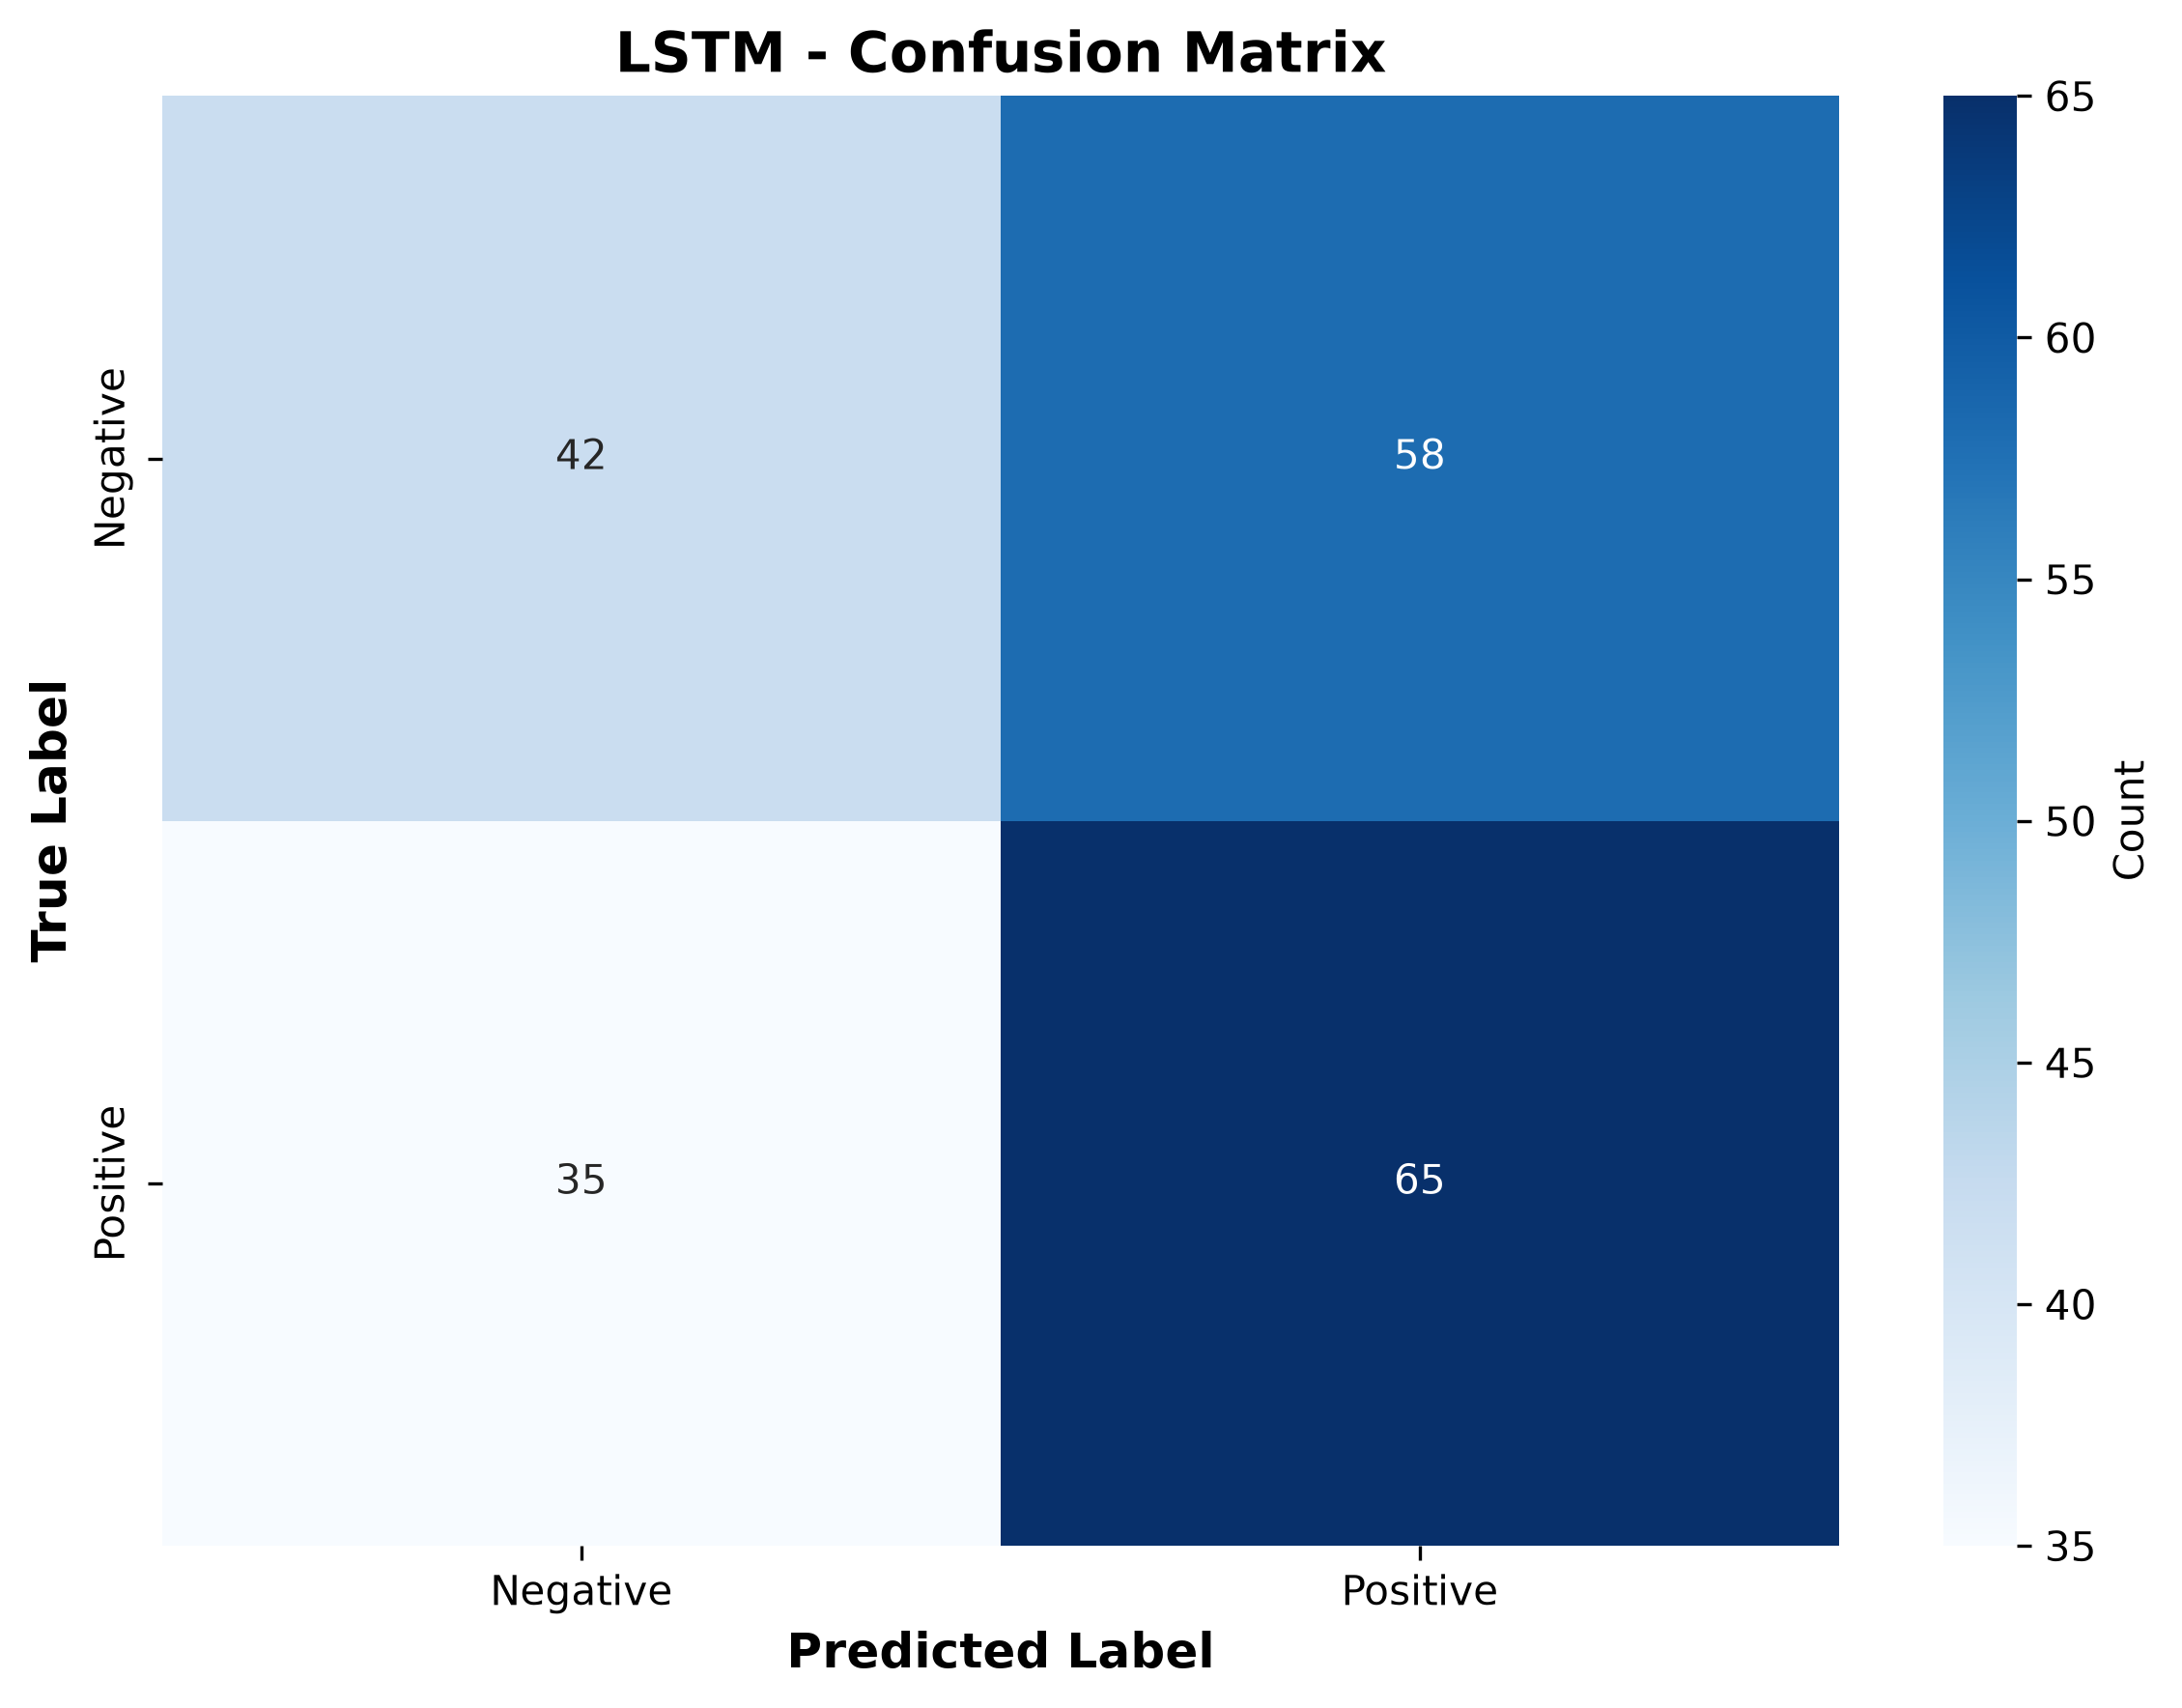 LSTM - Confusion Matrix
True Label
Negative
Positive
42
58
35
65
Negative
Positive
Predicted Label
65
60
55
50
45
40
35
Count